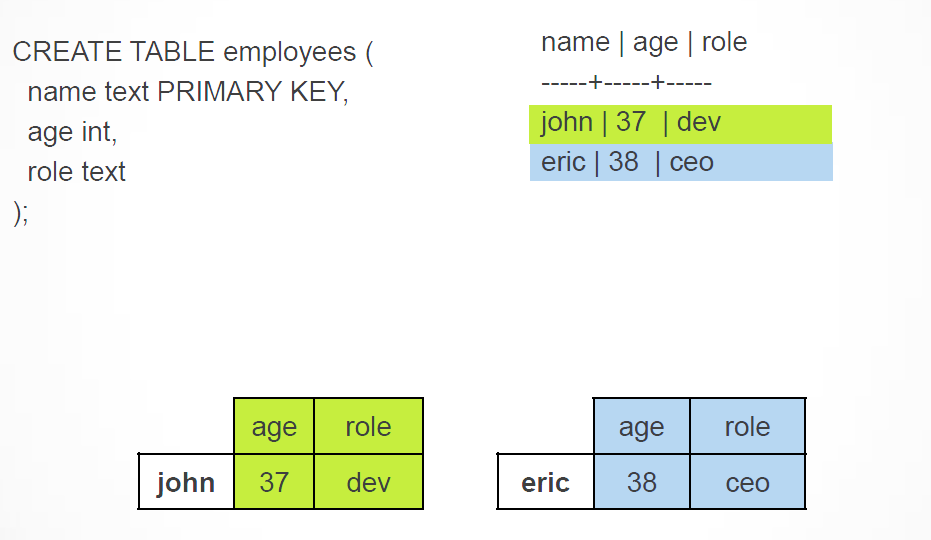 CREATE TABLE employees (
name text PRIMARY KEY,
age int,
role text
);
name | age | role
-----+-----+-----
john | 37 | dev
eric | 38 | ceo
age role
john 37 dev
age role
eric 38 ceo